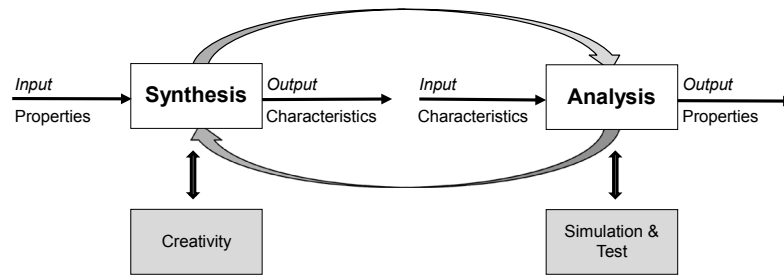 Input
Properties
Synthesis
Output
Characteristics
Input
Characteristics
Analysis
Output
Properties
Creativity
Simulation &
Test